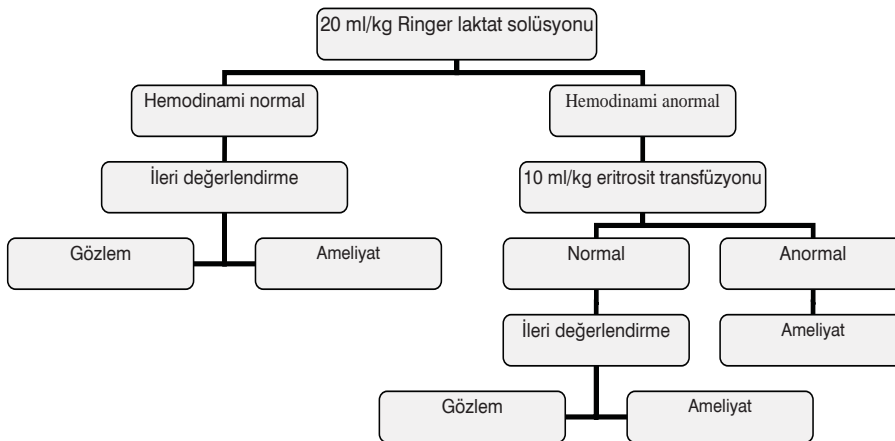 20 ml/kg Ringer laktat solüsyonu
Hemodinami normal
Hemodinami anormal
İleri değerlendirme
10 ml/kg eritrosit transfüzyonu
Gözlem
Ameliyat
Normal
Anormal
İleri değerlendirme
Ameliyat
Gözlem
Ameliyat